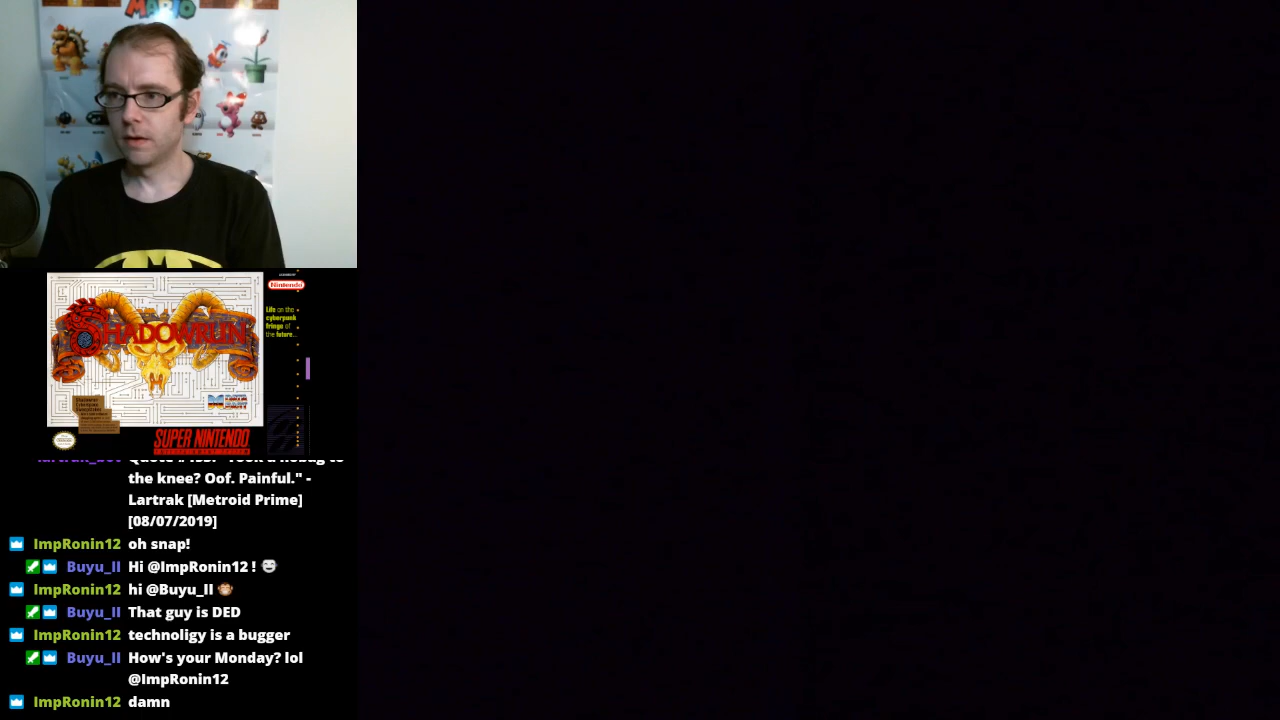 MARIO
Nintendo
Life on the
cyberpunk
fringe of
the future...
SHADOWRUN
SUPER NINTENDO
the knee? Oof. Painful." -
Lartrak [Metroid Prime]
[08/07/2019]
ImpRonin12 oh snap!
Buyu_II Hi @ImpRonin12 !
ImpRonin12 hi @Buyu_II
Buyu_II That guy is DED
ImpRonin12 technoligy is a bugger
Buyu_II How's your Monday? lol
@ImpRonin12
ImpRonin12 damn